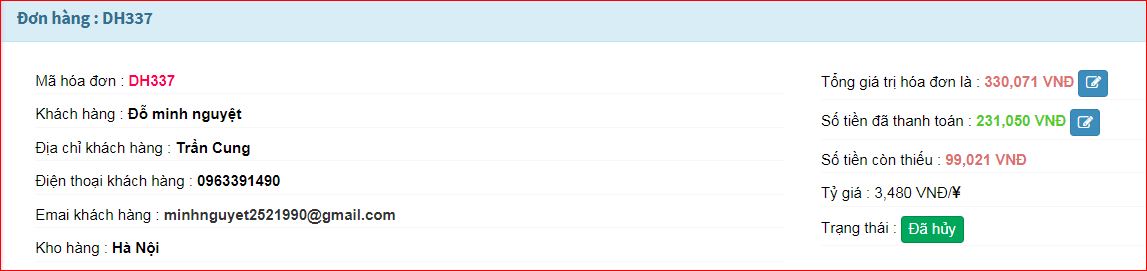 Đơn hàng : DH337
Mã hóa đơn : DH337
Khách hàng : Đỗ minh nguyệt
Địa chỉ khách hàng : Trần Cung
Điện thoại khách hàng : 0963391490
Emai khách hàng : minhnguyet2521990@gmail.com
Kho hàng : Hà Nội
Tổng giá trị hóa đơn là : 330,071 VNĐ
Số tiền đã thanh toán : 231,050 VNĐ
Số tiền còn thiếu : 99,021 VNĐ
Tỷ giá : 3,480 VNĐ/¥
Trạng thái : Đã hủy